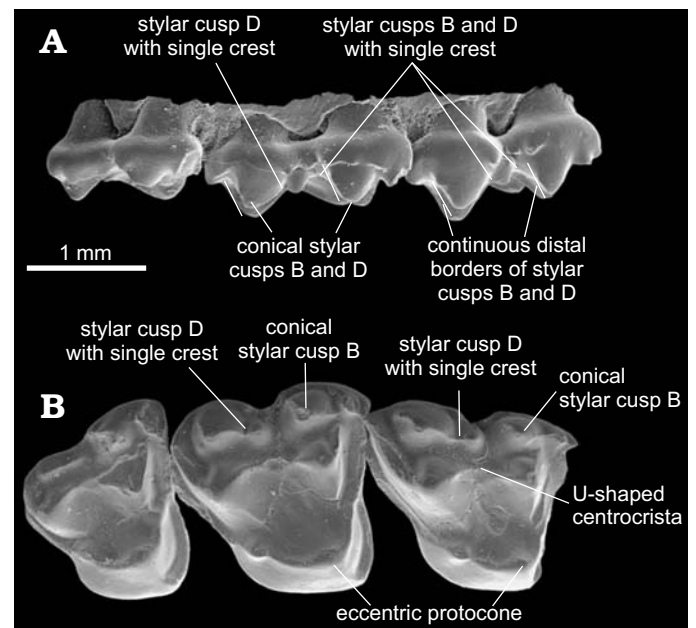 A
stylar cusp D
with single crest
stylar cusps B and D
with single crest
1 mm
conical stylar
cusps B and D
continuous distal
borders of stylar
cusps B and D
B
stylar cusp D
with single crest
conical
stylar cusp B
stylar cusp D
with single crest
conical
stylar cusp B
U-shaped
centrocrista
eccentric protocone